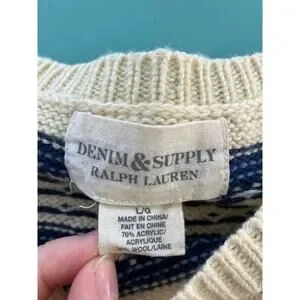 DENIM & SUPPLY
RALPH LAUREN
L/G
MADE IN CHINA/
FAIT EN CHINE
70% ACRYLIC/
ACRYLIQUE
WOOL/LAINE